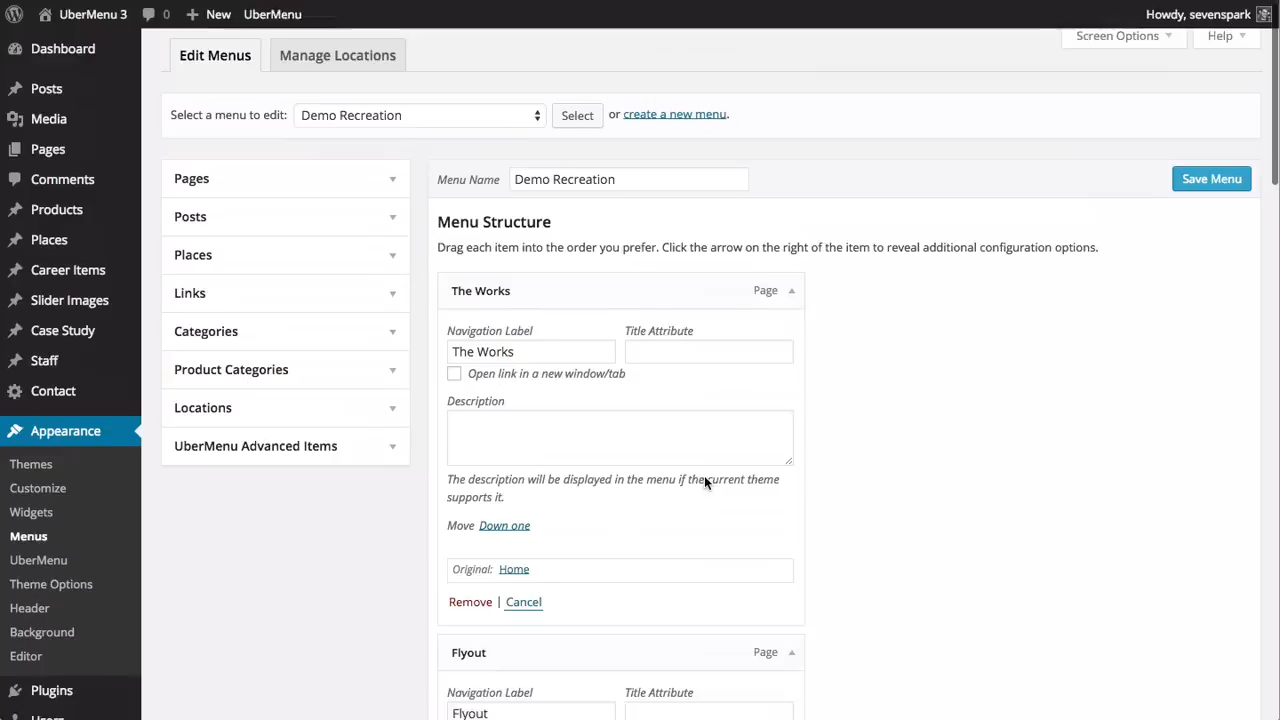 UberMenu 3 0 New UberMenu Howdy, sevenspark
Dashboard
Posts
Media
Pages
Comments
Products
Places
Career Items
Slider Images
Case Study
Staff
Contact
Appearance
Themes
Customize
Widgets
Menus
UberMenu
Theme Options
Header
Background
Editor
Plugins
Users
Screen Options Help
Edit Menus Manage Locations
Select a menu to edit: Demo Recreation Select or create a new menu.
Pages
Posts
Places
Links
Categories
Product Categories
Locations
UberMenu Advanced Items
Menu Name Demo Recreation Save Menu
Menu Structure
Drag each item into the order you prefer. Click the arrow on the right of the item to reveal additional configuration options.
The Works Page
Navigation Label Title Attribute
The Works
Open link in a new window/tab
Description
The description will be displayed in the menu if the current theme
supports it.
Move Down one
Original: Home
Remove | Cancel
Flyout Page
Navigation Label Title Attribute
Flyout